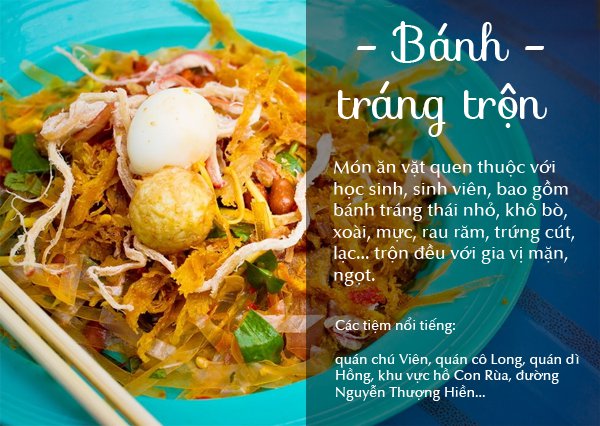 - Bánh -
tráng trộn
Món ăn vặt quen thuộc với
học sinh, sinh viên, bao gồm
bánh tráng thái nhỏ, khô bò,
xoài, mực, rau răm, trứng cút,
lạc... trộn đều với gia vị mặn,
ngọt.
Các tiệm nổi tiếng:
quán chú Viên, quán cô Long, quán dì
Hồng, khu vực hồ Con Rùa, đường
Nguyễn Thượng Hiền...